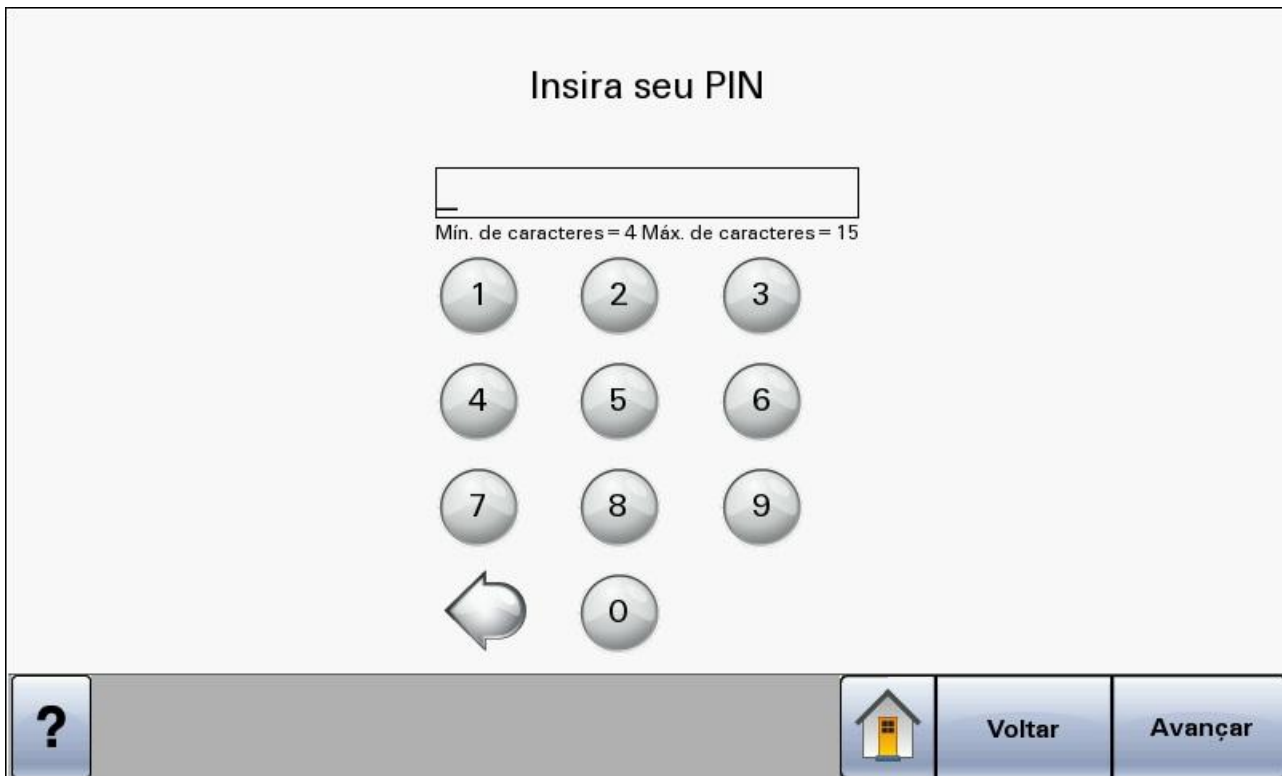 Insira seu PIN
Mín. de caracteres = 4 Máx. de caracteres = 15
1 2 3
4 5 6
7 8 9
0
? Voltar Avançar